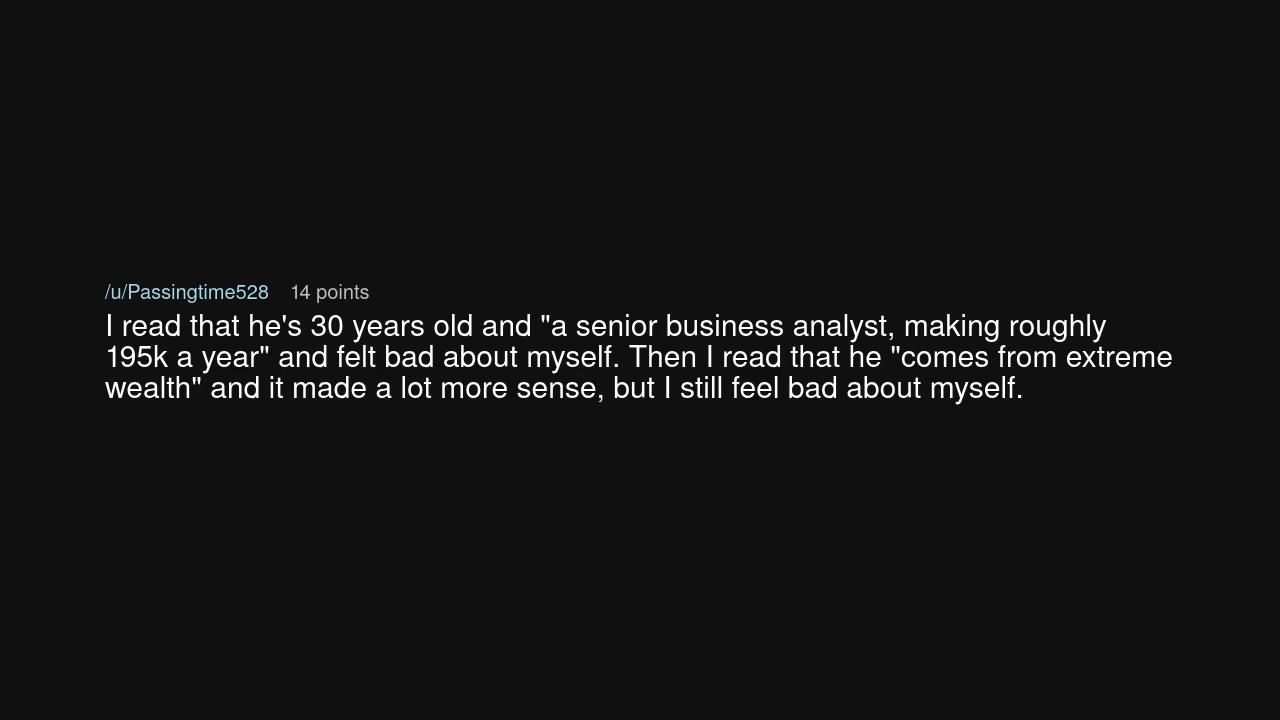 /u/Passingtime528 14 points
I read that he's 30 years old and "a senior business analyst, making roughly
195k a year" and felt bad about myself. Then I read that he "comes from extreme
wealth" and it made a lot more sense, but I still feel bad about myself.